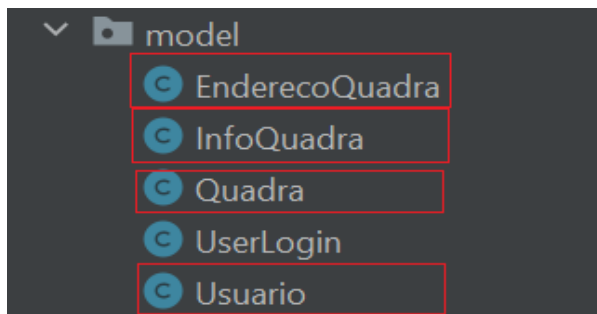 model
C EnderecoQuadra
C InfoQuadra
C Quadra
C UserLogin
C Usuario